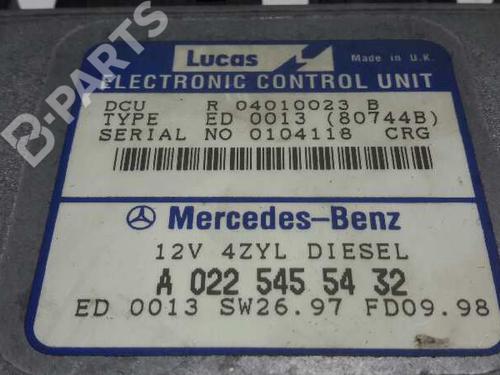 B-PARTS
Lucas
Made in U.K.
ELECTRONIC CONTROL UNIT
DCU R 04010023 B
TYPE ED 0013 (80744B)
SERIAL NO 0104118 CRG
Mercedes-Benz
12V 4ZYL DIESEL
A 022 545 54 32
ED 0013 SW26.97 FD09.98